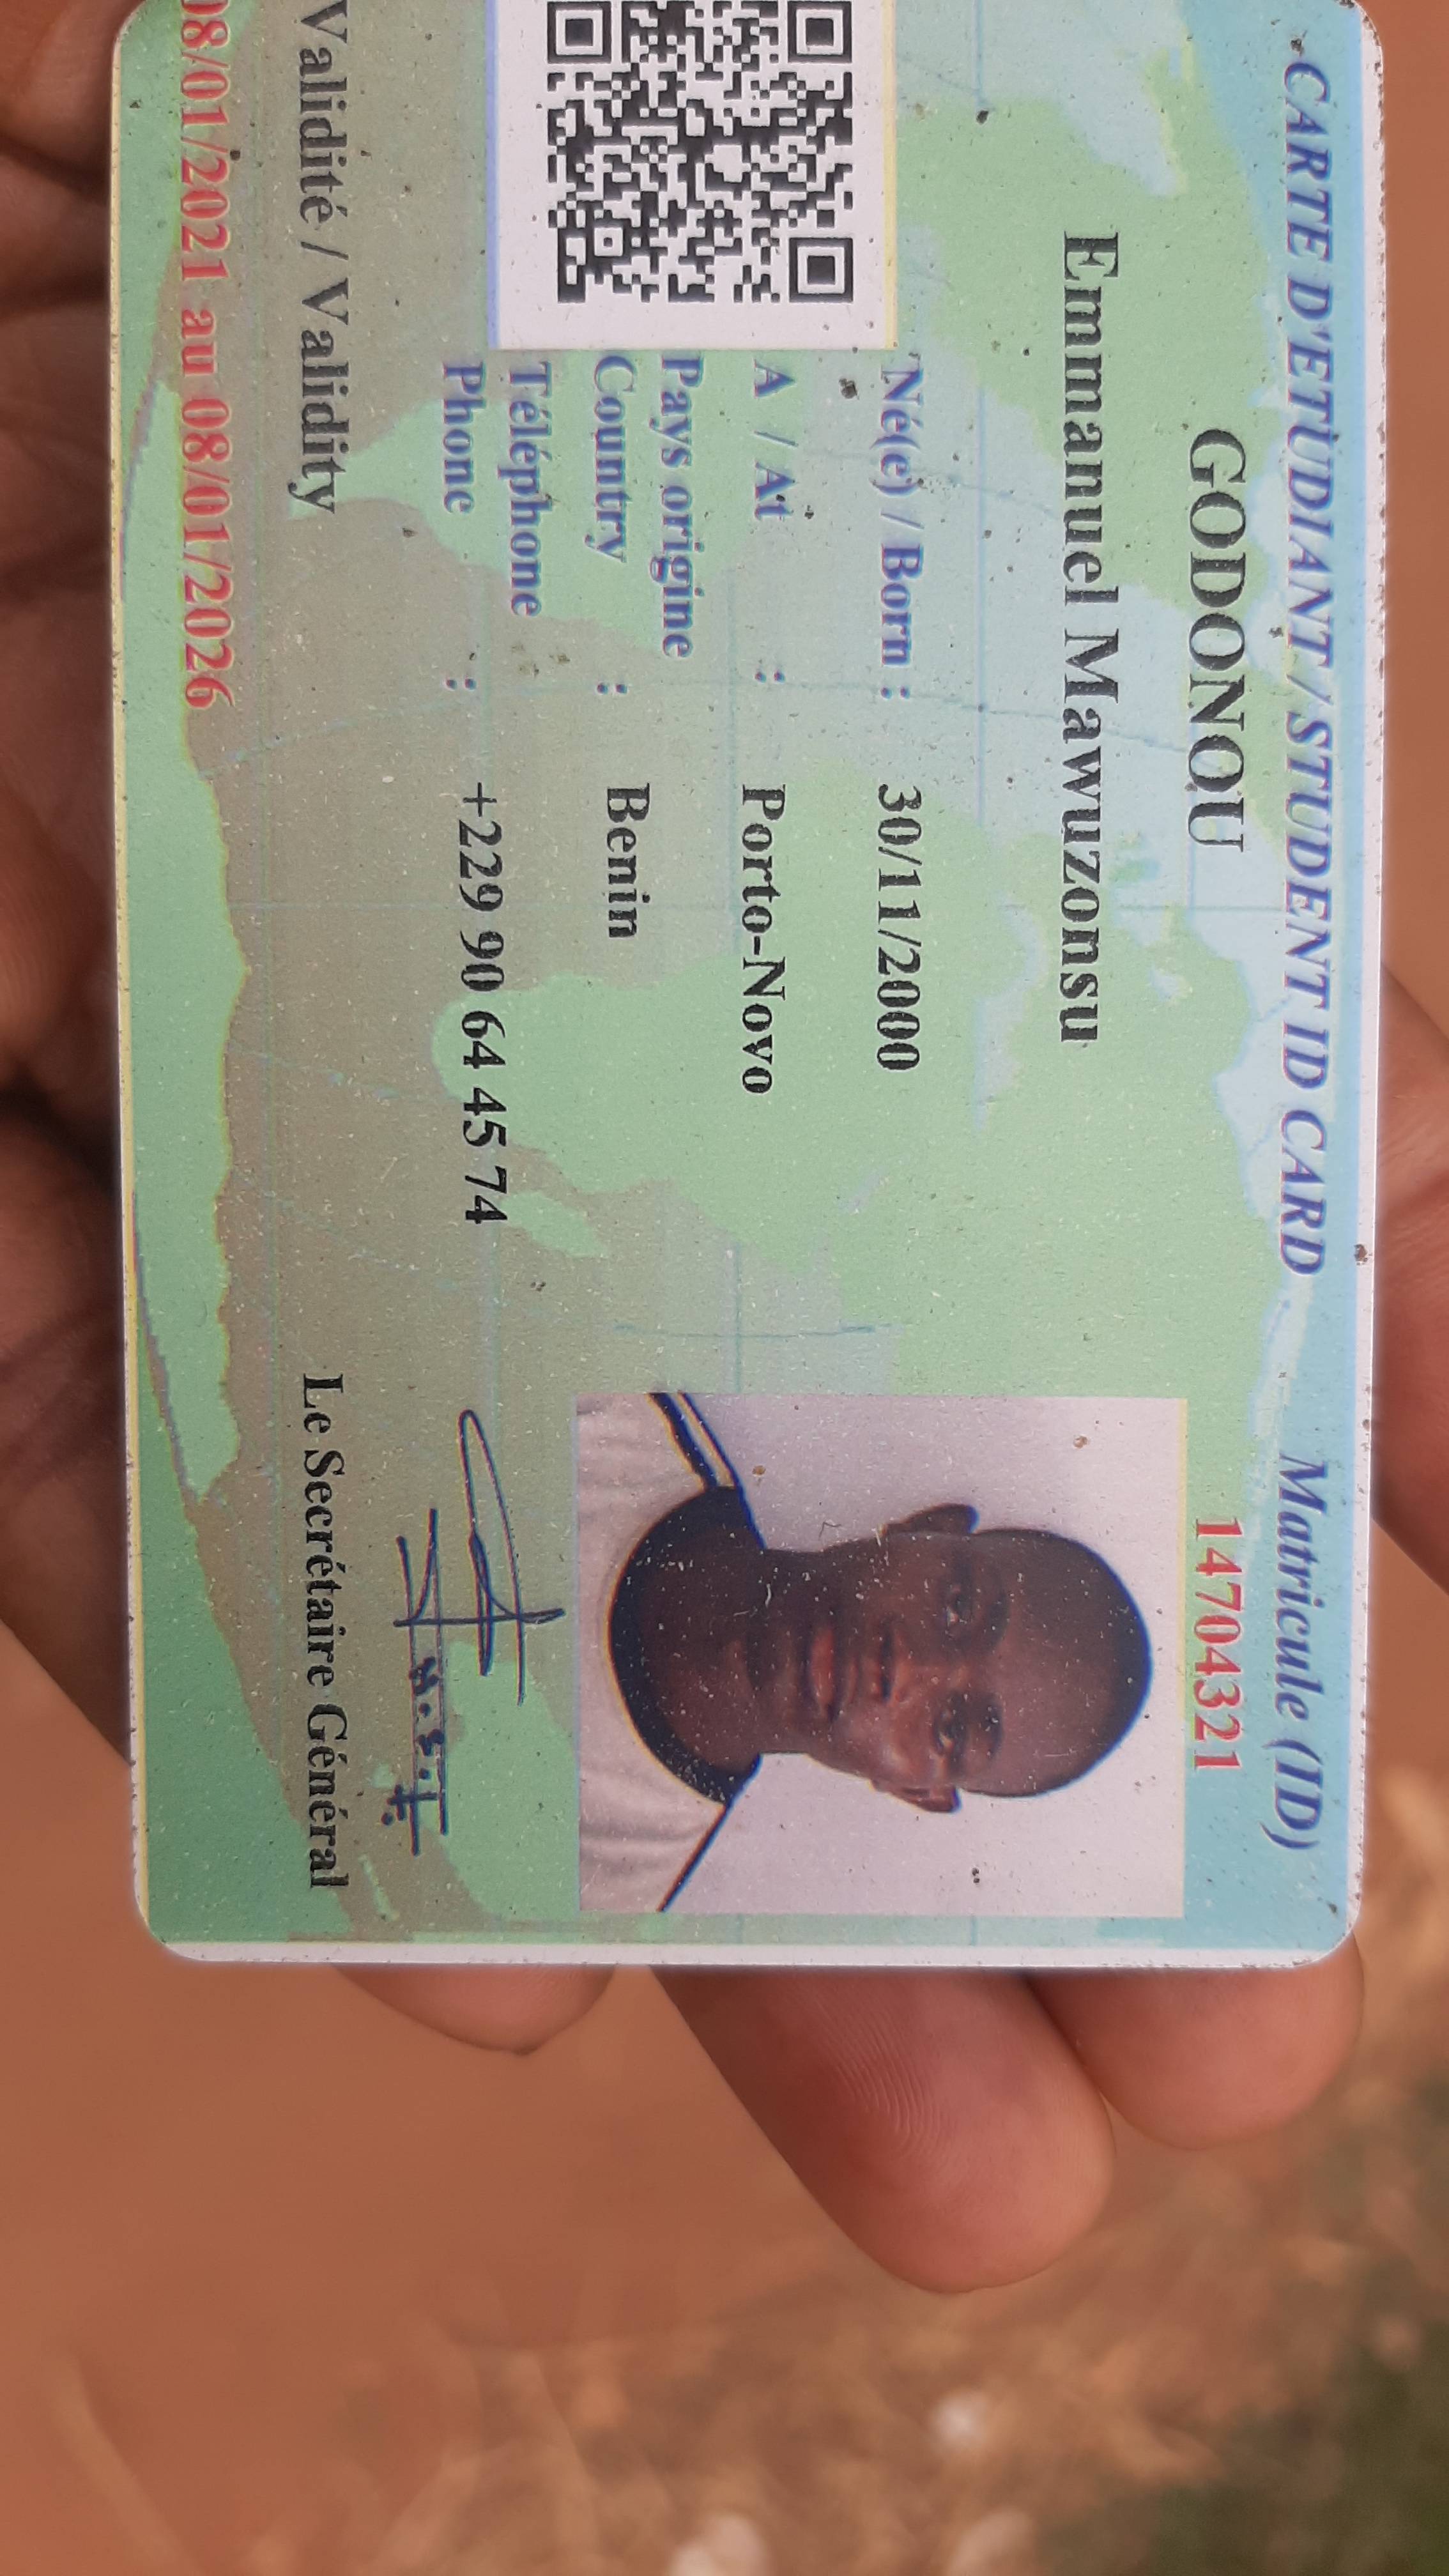 CARTE D'ETUDIANT / STUDENT ID CARD
Matricule (ID)
14704321
GODONOU
Emmanuel Mawuzonsu
Né(e) / Born : 30/11/2000
A / At : Porto-Novo
Pays origine
Country : Benin
Téléphone
Phone : +229 90 64 45 74
Validité / Validity
08/01/2021 au 08/01/2026
Le Secrétaire Général